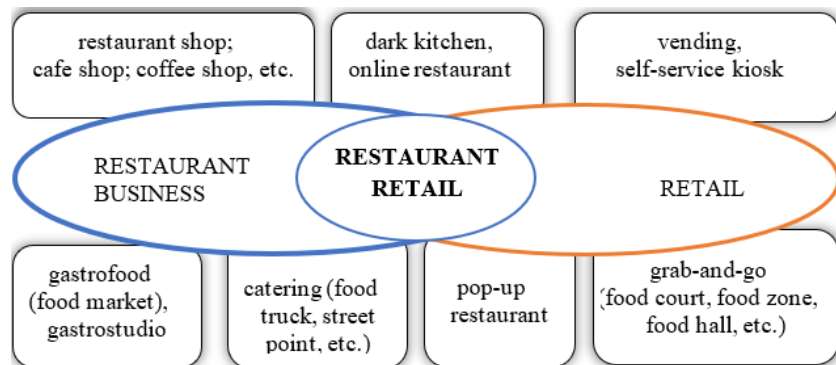 restaurant shop;
cafe shop; coffee shop, etc.
dark kitchen,
online restaurant
vending,
self-service kiosk
RESTAURANT
BUSINESS
RESTAURANT
RETAIL
RETAIL
gastrofood
(food market),
gastrostudio
catering (food
truck, street
point, etc.)
pop-up
restaurant
grab-and-go
(food court, food zone,
food hall, etc.)